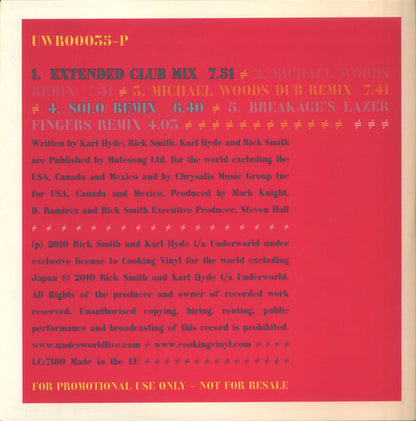 UWR00035-P
1. EXTENDED CLUB MIX 7.51 ≠ 2. MICHAEL WOODS
REMIX 7.41 ≠ 3. MICHAEL WOODS DUB REMIX 7.41
≠ 4. SOLO REMIX 6.40 ≠ 5. BREAKAGE'S LAZER
FINGERS REMIX 4.03 ≠ ≠ ≠ ≠ ≠ ≠ ≠ ≠ ≠ ≠ ≠ ≠ ≠ ≠ ≠
Written by Karl Hyde, Rick Smith. Karl Hyde and Rick Smith
are Published by Mutesong Ltd. for the world excluding the
USA, Canada and Mexico and by Chrysalis Music Group Inc
for USA, Canada and Mexico. Produced by Mark Knight,
D. Ramirez and Rick Smith Executive Producer, Steven Hall
≠ ≠ ≠ ≠ ≠ ≠ ≠ ≠ ≠ ≠ ≠ ≠ ≠ ≠ ≠ ≠ ≠ ≠ ≠ ≠ ≠ ≠
(p) 2010 Rick Smith and Karl Hyde t/a Underworld under
exclusive license to Cooking Vinyl for the world excluding
Japan © 2010 Rick Smith and Karl Hyde t/a Underworld.
All Rights of the producer and owner of recorded work
reserved. Unauthorised copying, hiring, renting, public
performance and broadcasting of this record is prohibited.
www.underworldlive.com ≠ www.cookingvinyl.com ≠ ≠ ≠ ≠
LC:7180 Made in the EU ≠ ≠ ≠ ≠ ≠ ≠ ≠ ≠ ≠ ≠ ≠ ≠ ≠ ≠ ≠
FOR PROMOTIONAL USE ONLY - NOT FOR RESALE